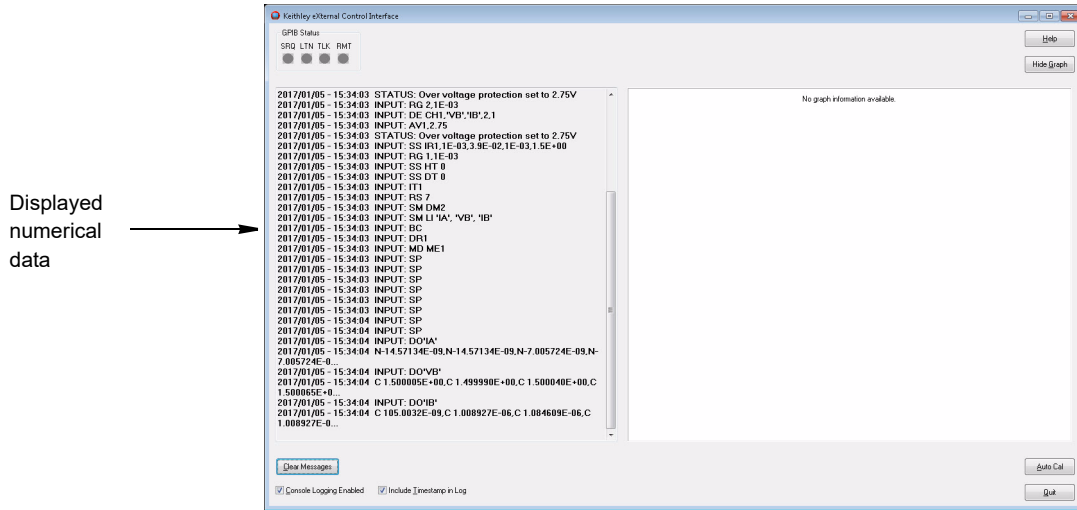 Keithley eXternal Control Interface
GPIB Status
SRQ LTN TLK RMT
Help
Hide Graph
Displayed
numerical
data
2017/01/05 - 15:34:03 STATUS: Over voltage protection set to 2.75V
2017/01/05 - 15:34:03 INPUT: RG 2,1E-03
2017/01/05 - 15:34:03 INPUT: DE CH1,'VB','IB',2,1
2017/01/05 - 15:34:03 INPUT: AV1,2.75
2017/01/05 - 15:34:03 STATUS: Over voltage protection set to 2.75V
2017/01/05 - 15:34:03 INPUT: SS IR1,1E-03,3.9E-02,1E-03,1.5E+00
2017/01/05 - 15:34:03 INPUT: RG 1,1E-03
2017/01/05 - 15:34:03 INPUT: SS HT 0
2017/01/05 - 15:34:03 INPUT: SS DT 0
2017/01/05 - 15:34:03 INPUT: IT1
2017/01/05 - 15:34:03 INPUT: RS 7
2017/01/05 - 15:34:03 INPUT: SM DM2
2017/01/05 - 15:34:03 INPUT: SM LI 'IA', 'VB', 'IB'
2017/01/05 - 15:34:03 INPUT: BC
2017/01/05 - 15:34:03 INPUT: DR1
2017/01/05 - 15:34:03 INPUT: MD ME1
2017/01/05 - 15:34:03 INPUT: SP
2017/01/05 - 15:34:03 INPUT: SP
2017/01/05 - 15:34:03 INPUT: SP
2017/01/05 - 15:34:03 INPUT: SP
2017/01/05 - 15:34:03 INPUT: SP
2017/01/05 - 15:34:03 INPUT: SP
2017/01/05 - 15:34:04 INPUT: SP
2017/01/05 - 15:34:04 INPUT: SP
2017/01/05 - 15:34:04 INPUT: DO'IA'
2017/01/05 - 15:34:04 N-14.57134E-09,N-14.57134E-09,N-7.005724E-09,N-
7.005724E-0...
2017/01/05 - 15:34:04 INPUT: DO'VB'
2017/01/05 - 15:34:04 C 1.500005E+00,C 1.499990E+00,C 1.500040E+00,C
1.500065E+0...
2017/01/05 - 15:34:04 INPUT: DO'IB'
2017/01/05 - 15:34:04 C 105.0032E-09,C 1.008927E-06,C 1.084609E-06,C
1.008927E-0...
No graph information available.
Clear Messages
Console Logging Enabled
Include Timestamp in Log
Auto Cal
Quit